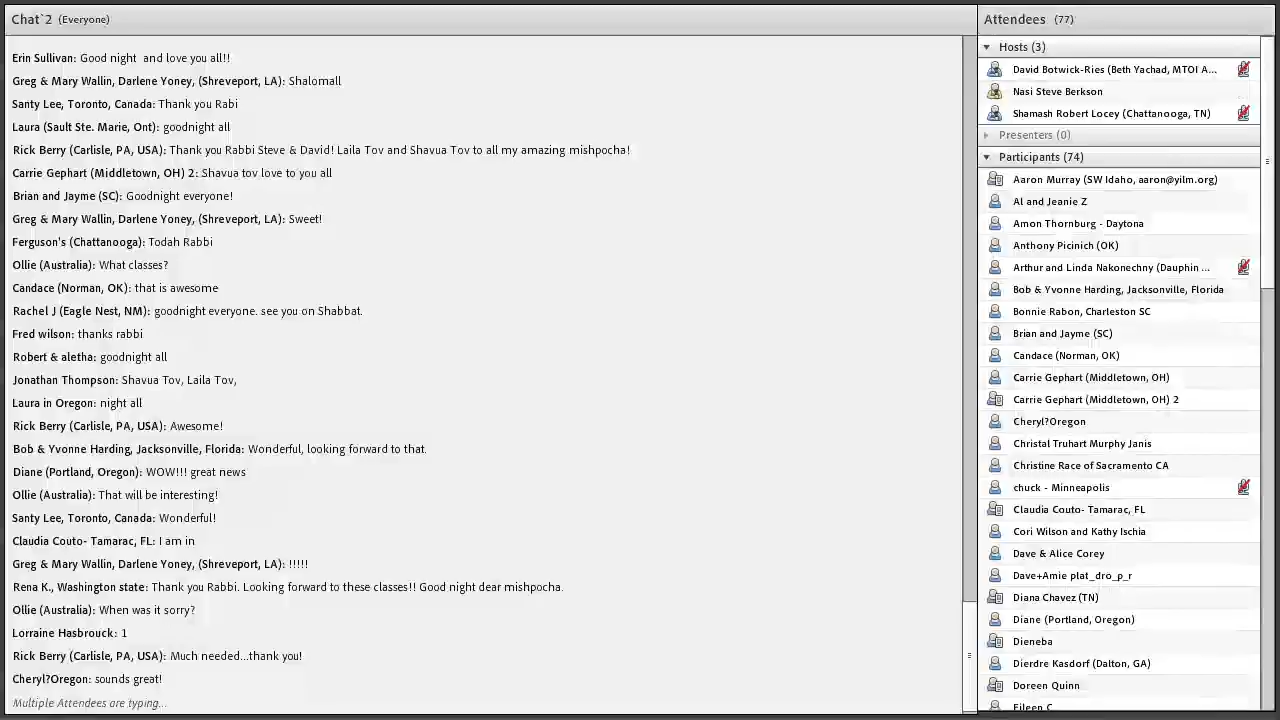 Chat`2 (Everyone)
Erin Sullivan: Good night  and love you all!!
Greg & Mary Wallin, Darlene Yoney, (Shreveport, LA): Shalomall
Santy Lee, Toronto, Canada: Thank you Rabi
Laura (Sault Ste. Marie, Ont): goodnight all
Rick Berry (Carlisle, PA, USA): Thank you Rabbi Steve & David! Laila Tov and Shavua Tov to all my amazing mishpocha!
Carrie Gephart (Middletown, OH) 2: Shavua tov love to you all
Brian and Jayme (SC): Goodnight everyone!
Greg & Mary Wallin, Darlene Yoney, (Shreveport, LA): Sweet!
Ferguson's (Chattanooga): Todah Rabbi
Ollie (Australia): What classes?
Candace (Norman, OK): that is awesome
Rachel J (Eagle Nest, NM): goodnight everyone. see you on Shabbat.
Fred wilson: thanks rabbi
Robert & aletha: goodnight all
Jonathan Thompson: Shavua Tov, Laila Tov,
Laura in Oregon: night all
Rick Berry (Carlisle, PA, USA): Awesome!
Bob & Yvonne Harding, Jacksonville, Florida: Wonderful, looking forward to that.
Diane (Portland, Oregon): WOW!!! great news
Ollie (Australia): That will be interesting!
Santy Lee, Toronto, Canada: Wonderful!
Claudia Couto- Tamarac, FL: I am in
Greg & Mary Wallin, Darlene Yoney, (Shreveport, LA): !!!!!
Rena K., Washington state: Thank you Rabbi. Looking forward to these classes!! Good night dear mishpocha.
Ollie (Australia): When was it sorry?
Lorraine Hasbrouck: 1
Rick Berry (Carlisle, PA, USA): Much needed...thank you!
Cheryl?Oregon: sounds great!
Multiple Attendees are typing...
Attendees (77)
Hosts (3)
David Botwick-Ries (Beth Yachad, MTOI A...
Nasi Steve Berkson
Shamash Robert Locey (Chattanooga, TN)
Presenters (0)
Participants (74)
Aaron Murray (SW Idaho, aaron@yilm.org)
Al and Jeanie Z
Amon Thornburg - Daytona
Anthony Picinich (OK)
Arthur and Linda Nakonechny (Dauphin ...
Bob & Yvonne Harding, Jacksonville, Florida
Bonnie Rabon, Charleston SC
Brian and Jayme (SC)
Candace (Norman, OK)
Carrie Gephart (Middletown, OH)
Carrie Gephart (Middletown, OH) 2
Cheryl?Oregon
Christal Truhart Murphy Janis
Christine Race of Sacramento CA
chuck - Minneapolis
Claudia Couto- Tamarac, FL
Cori Wilson and Kathy Ischia
Dave & Alice Corey
Dave+Amie plat_dro_p_r
Diana Chavez (TN)
Diane (Portland, Oregon)
Dieneba
Dierdre Kasdorf (Dalton, GA)
Doreen Quinn
Eileen C